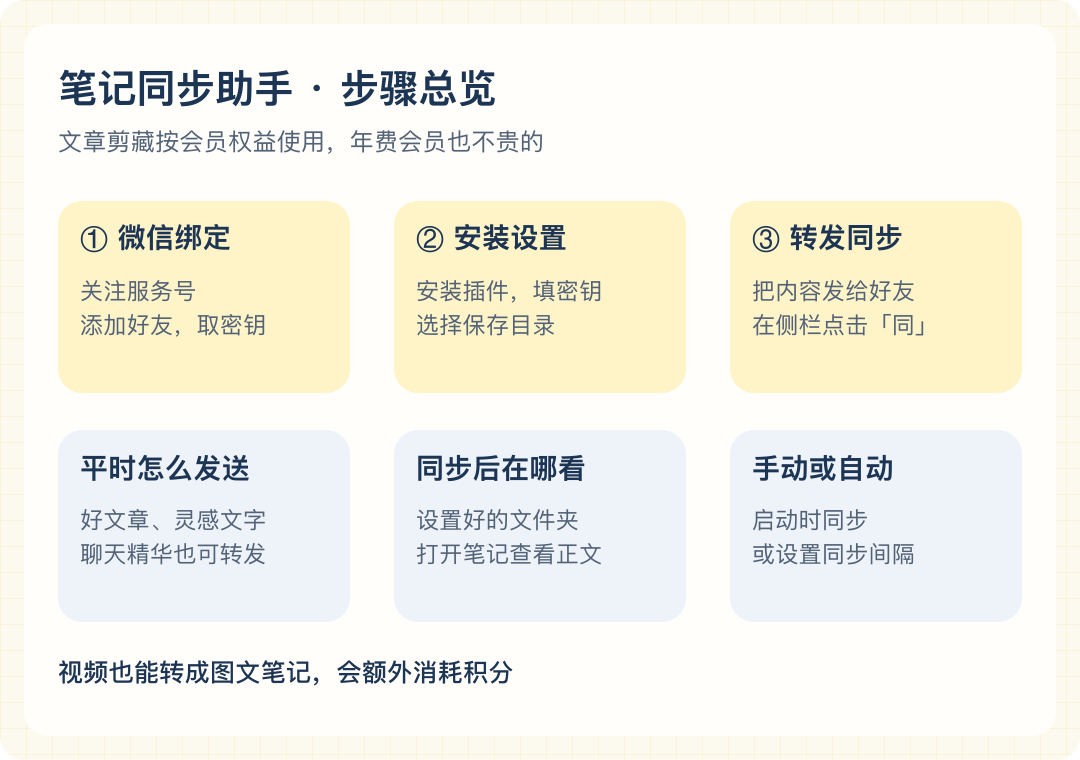 笔记同步助手 · 步骤总览
文章剪藏按会员权益使用，年费会员也不贵的
① 微信绑定
关注服务号
添加好友，取密钥
② 安装设置
安装插件，填密钥
选择保存目录
③ 转发同步
把内容发给好友
在侧栏点击「同」
平时怎么发送
好文章、灵感文字
聊天精华也可转发
同步后在哪看
设置好的文件夹
打开笔记查看正文
手动或自动
启动时同步
或设置同步间隔
视频也能转成图文笔记，会额外消耗积分